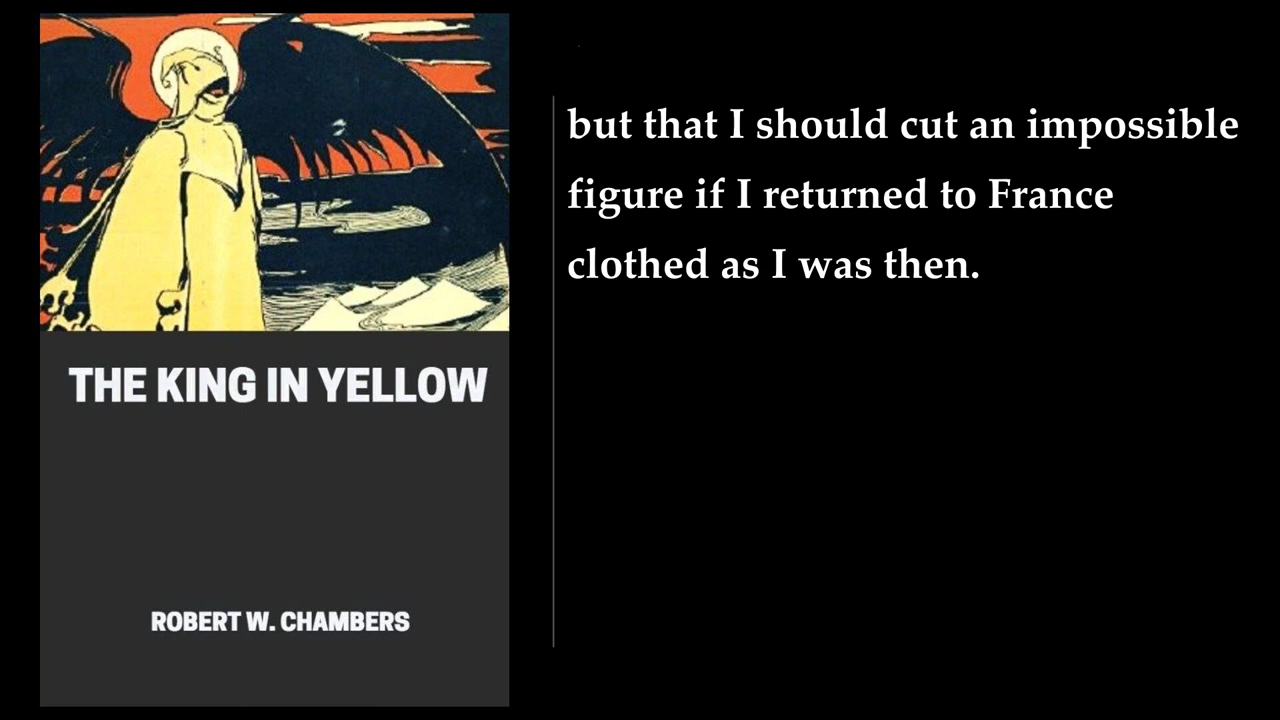 THE KING IN YELLOW
ROBERT W. CHAMBERS
but that I should cut an impossible
figure if I returned to France
clothed as I was then.